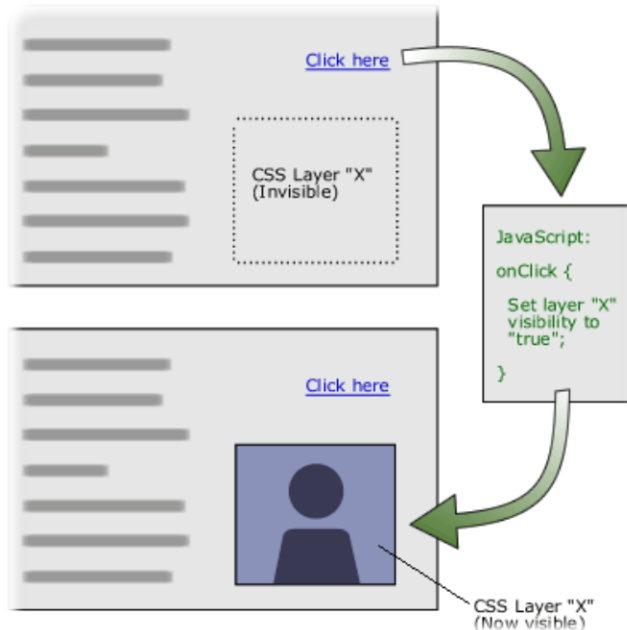 Click here
CSS Layer "X"
(Invisible)
JavaScript:
onClick {
Set layer "X"
visibility to
"true";
}
Click here
CSS Layer "X"
(Now visible)